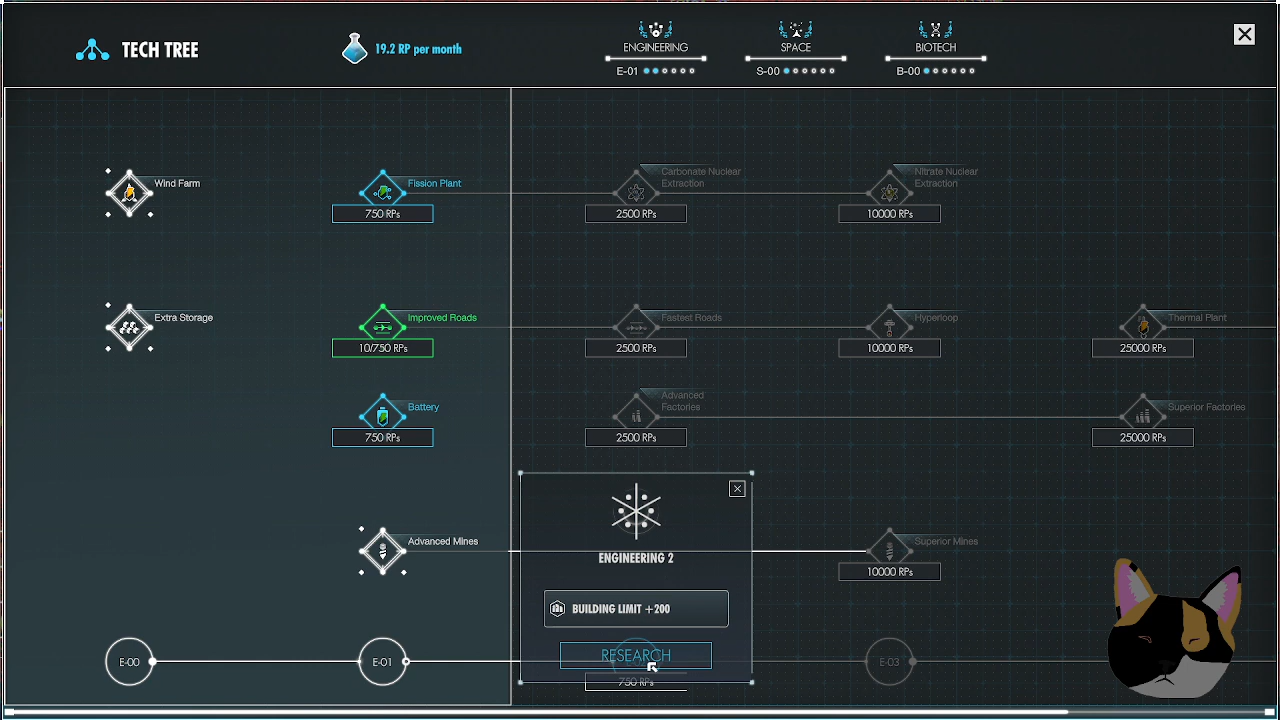 TECH TREE
19.2 RP per month
ENGINEERING
E-01
SPACE
S-00
BIOTECH
B-00
Wind Farm
Fission Plant
750 RPs
Carbonate Nuclear
Extraction
2500 RPs
Nitrate Nuclear
Extraction
10000 RPs
Extra Storage
Improved Roads
10/750 RPs
Fastest Roads
2500 RPs
Hyperloop
10000 RPs
Thermal Plant
25000 RPs
Battery
750 RPs
Advanced
Factories
2500 RPs
Superior Factories
25000 RPs
Advanced Mines
Superior Mines
10000 RPs
ENGINEERING 2
BUILDING LIMIT +200
RESEARCH
750 RPs
E-00
E-01
E-03